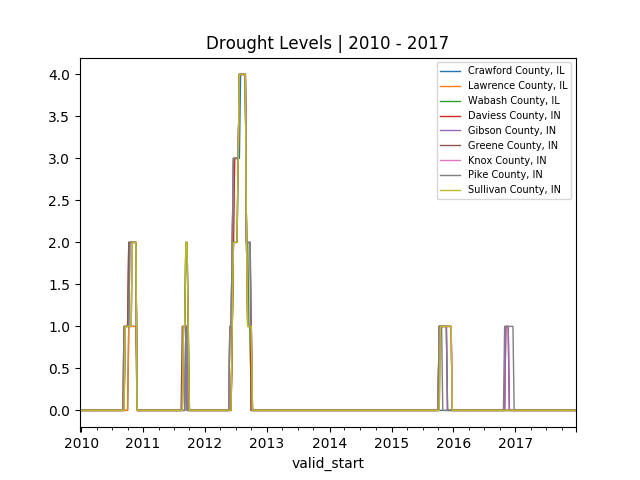 Drought Levels | 2010 - 2017
4.0
3.5
3.0
2.5
2.0
1.5
1.0
0.5
0.0
Crawford County, IL
Lawrence County, IL
Wabash County, IL
Daviess County, IN
Gibson County, IN
Greene County, IN
Knox County, IN
Pike County, IN
Sullivan County, IN
2010 2011 2012 2013 2014 2015 2016 2017
valid_start